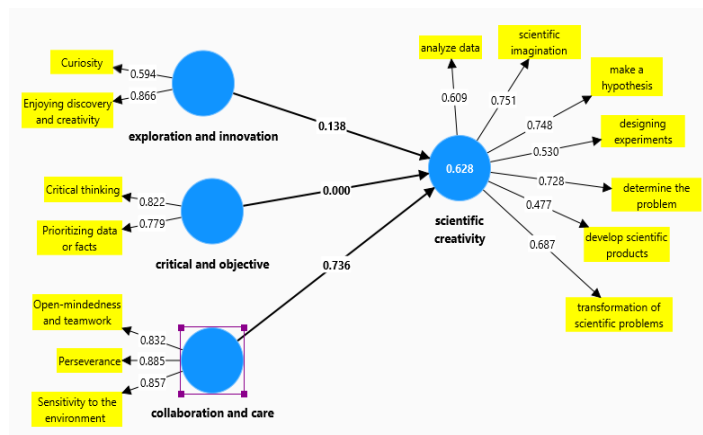 Curiosity
0.594
Enjoying discovery
and creativity
0.866
exploration and innovation
0.138
Critical thinking
0.822
Prioritizing data
or facts
0.779
critical and objective
0.000
Open-mindedness
and teamwork
0.832
Perseverance
0.885
Sensitivity to the
environment
0.857
collaboration and care
0.736
0.628
scientific
creativity
analyze data
0.609
scientific
imagination
0.751
make a
hypothesis
0.748
designing
experiments
0.530
determine the
problem
0.728
develop scientific
products
0.477
transformation of
scientific problems
0.687